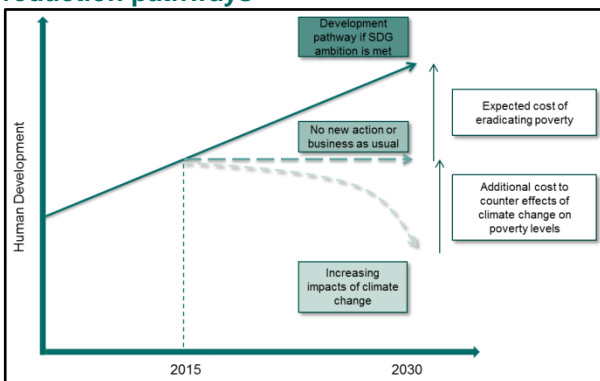 reduction pathways
Development
pathway if SDG
ambition is met
Expected cost of
eradicating poverty
No new action or
business as usual
Additional cost to
counter effects of
climate change on
poverty levels
Human Development
Increasing
impacts of climate
change
2015
2030